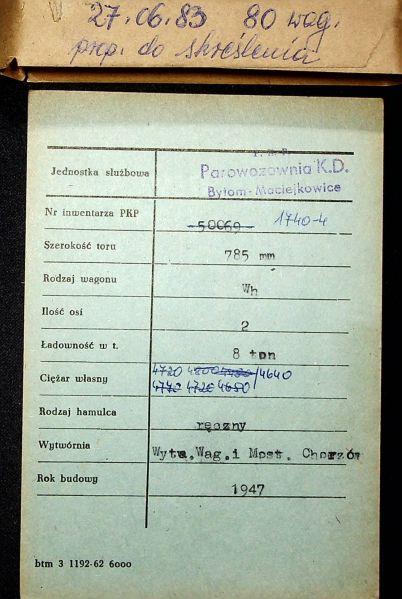 27.06.83 80 wag.
prop. do skreślenia
P.K.P.
Jednostka służbowa Parowozownia K.D.
Bytom-Maciejkowice
Nr inwentarza PKP 50069 1740-4
Szerokość toru 785 mm
Rodzaj wagonu Wh
Ilość osi 2
Ładowność w t. 8 ton
Ciężar własny 4720 4800 /4640
4770 4720 4650
Rodzaj hamulca ręczny
Wytwórnia Wytw.Wag.i Most. Chorzów
Rok budowy 1947
btm 3 1192-62 6000